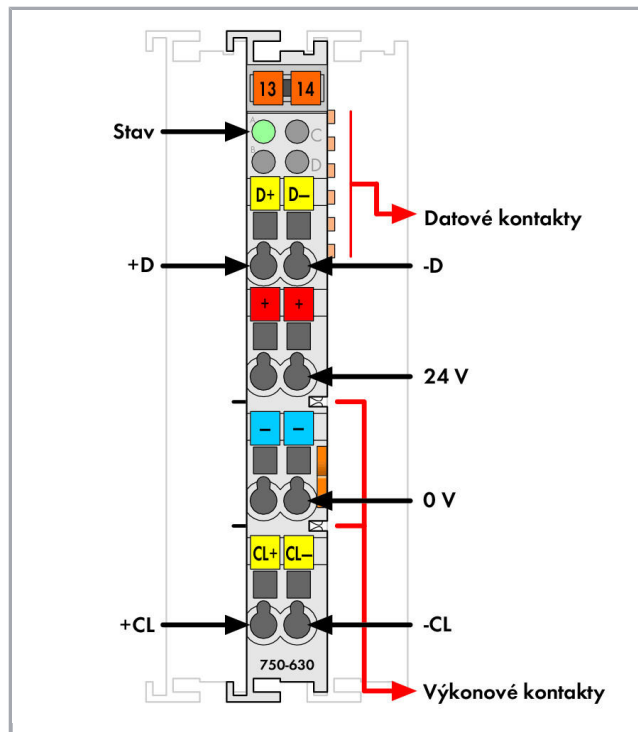 13 14
A
Stav
C
B
D
D+ D−
Datové kontakty
+D
-D
+ +
24 V
− −
0 V
CL+ CL−
+CL
-CL
750-630
Výkonové kontakty